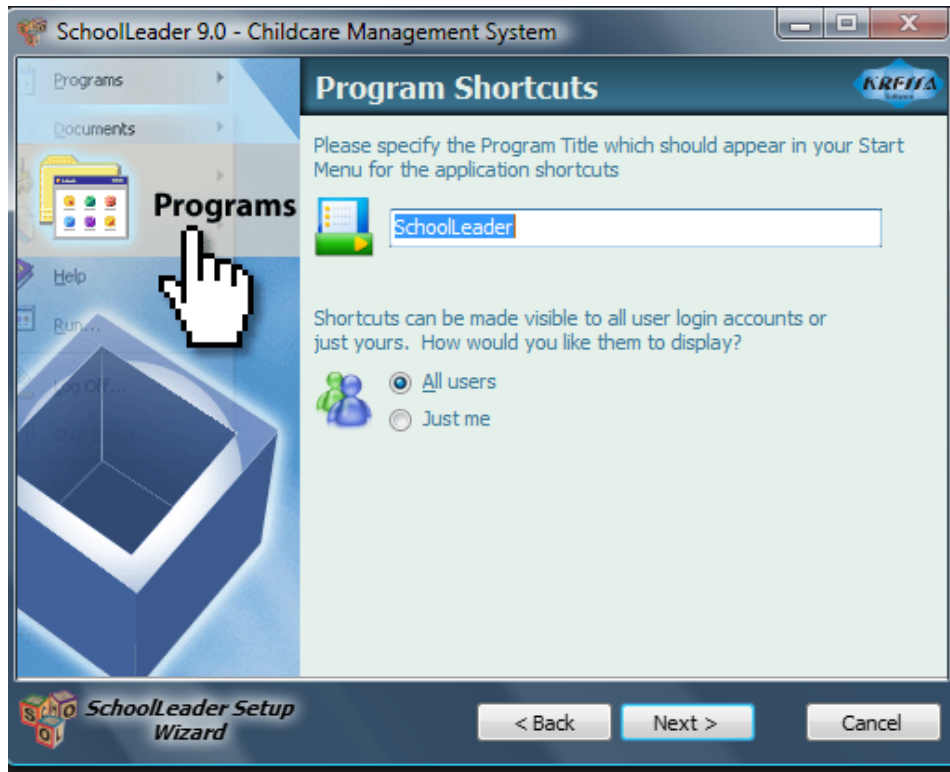 SchoolLeader 9.0 - Childcare Management System
Programs
Documents
Programs
Help
Run...
Log Off...
Shut Down...
Program Shortcuts
KRESSA
Please specify the Program Title which should appear in your Start
Menu for the application shortcuts
SchoolLeader
Shortcuts can be made visible to all user login accounts or
just yours. How would you like them to display?
All users
Just me
SchoolLeader Setup
Wizard
< Back
Next >
Cancel